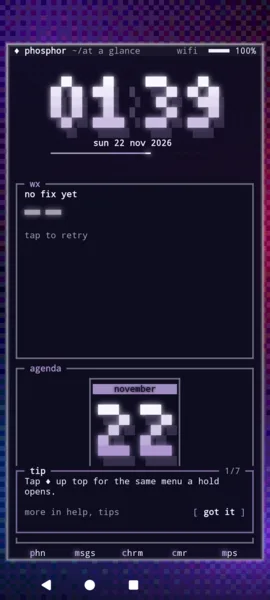 ♦ phosphor ~/at a glance wifi 100%
01:39
sun 22 nov 2026
wx
no fix yet
--
tap to retry
agenda
november
22
tip 1/7
Tap ♦ up top for the same menu a hold
opens.
more in help, tips [ got it ]
phn msgs chrm cmr mps